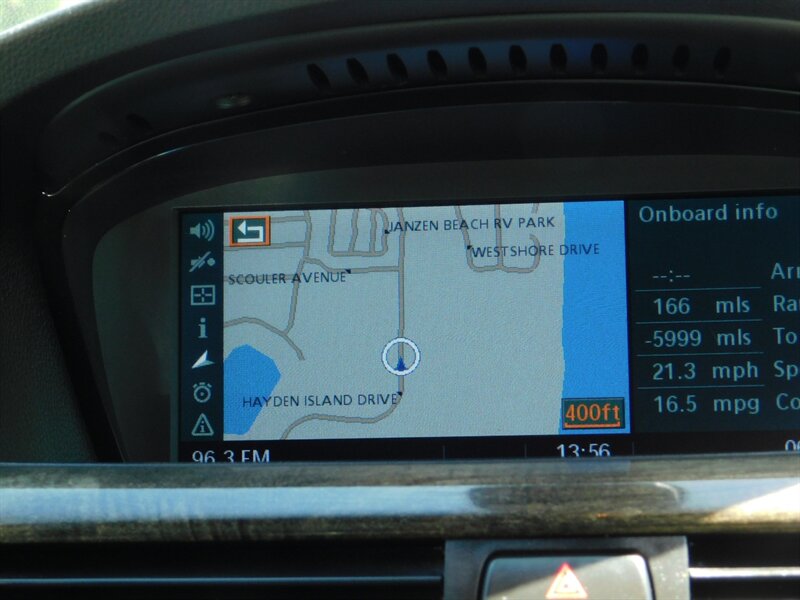 JANZEN BEACH RV PARK
WESTSHORE DRIVE
SCOULER AVENUE
i
HAYDEN ISLAND DRIVE
400ft
Onboard info
--:--
166 mls
-5999 mls
21.3 mph
16.5 mpg
96.3 FM
13:56